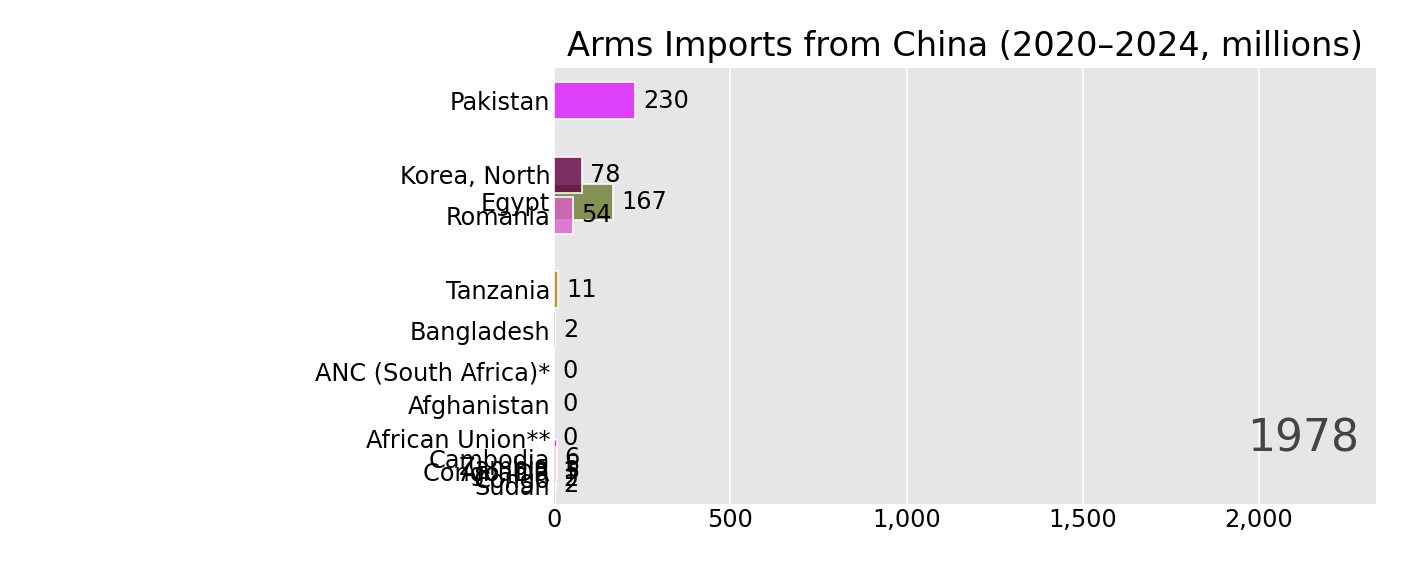 Arms Imports from China (2020–2024, millions)
Pakistan 230
Korea, North 78
Egypt 167
Romania 54
Tanzania 11
Bangladesh 2
ANC (South Africa)* 0
Afghanistan 0
African Union** 0
1978
Cambodia 6
Sudan 2
0 500 1,000 1,500 2,000